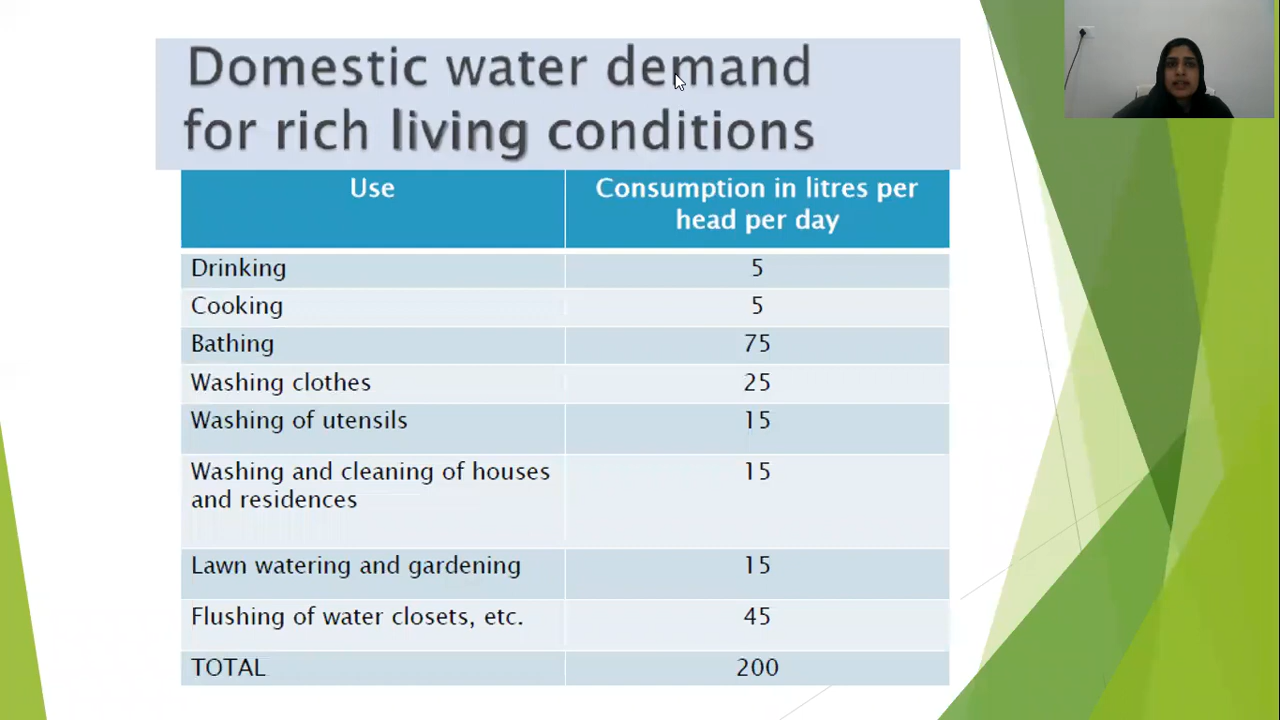 Domestic water demand
for rich living conditions
Use
Consumption in litres per
head per day
Drinking
5
Cooking
5
Bathing
75
Washing clothes
25
Washing of utensils
15
Washing and cleaning of houses
and residences
15
Lawn watering and gardening
15
Flushing of water closets, etc.
45
TOTAL
200